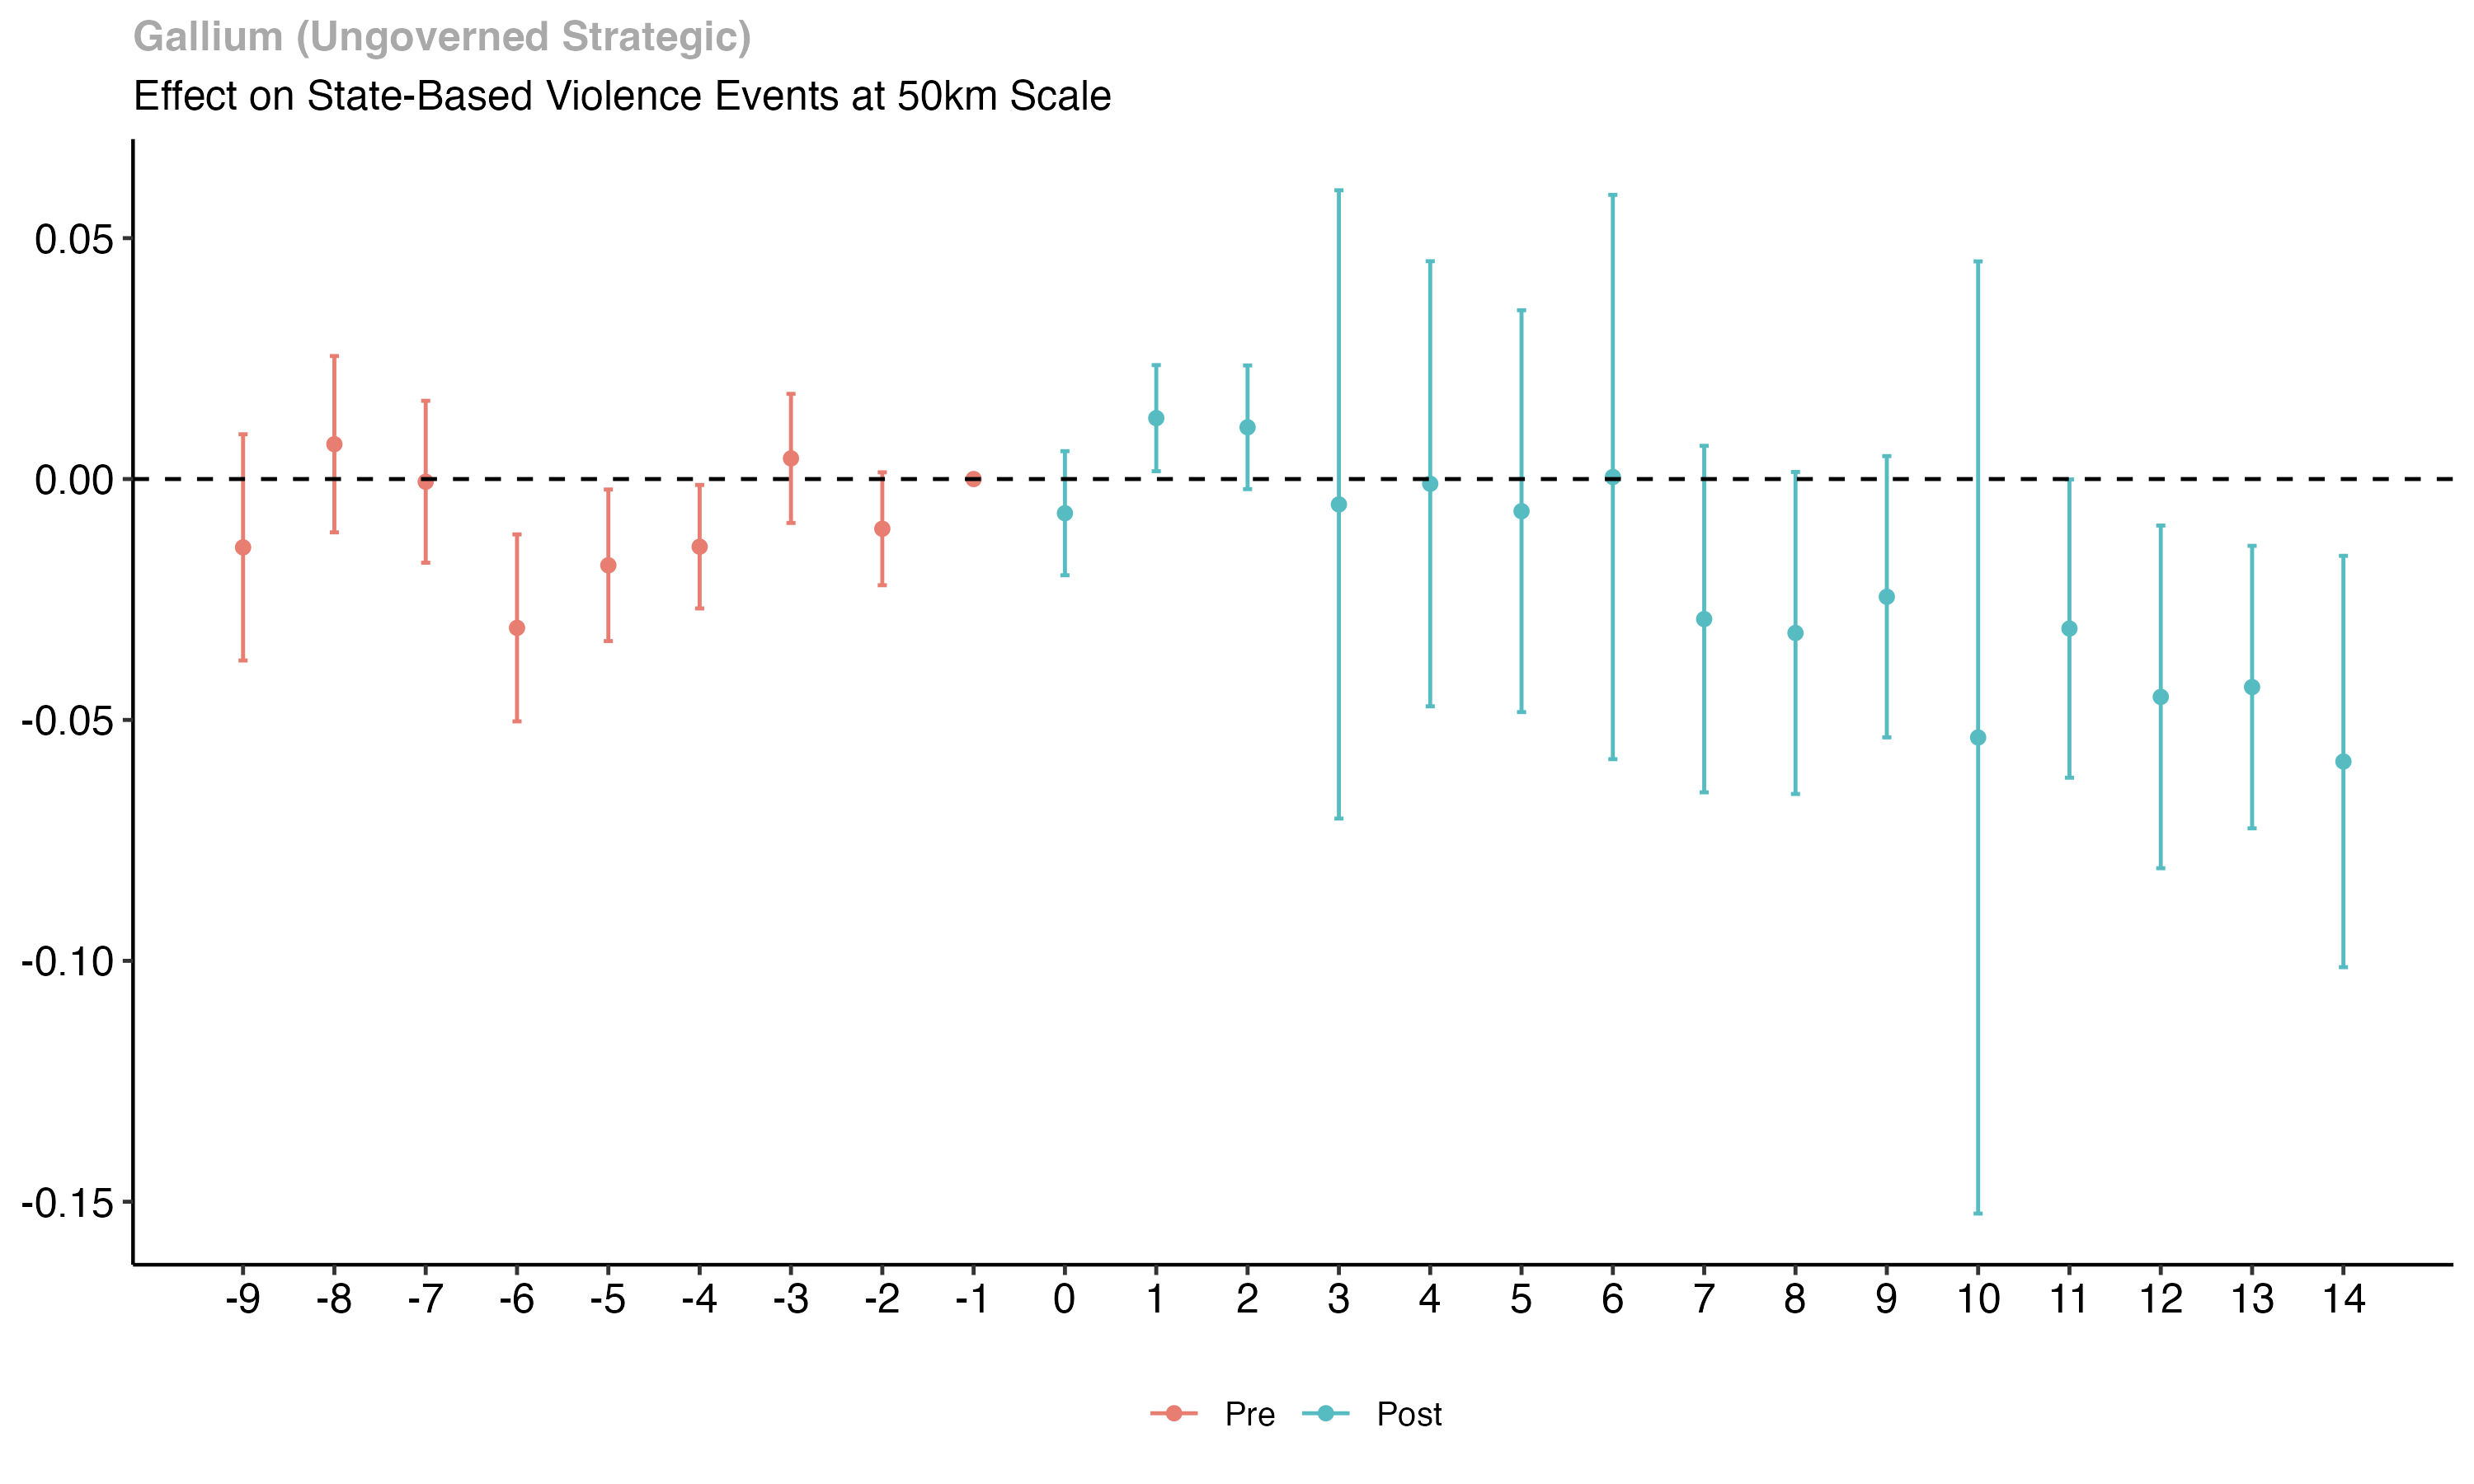 Gallium (Ungoverned Strategic)
Effect on State-Based Violence Events at 50km Scale
0.05
0.00
-0.05
-0.10
-0.15
-9 -8 -7 -6 -5 -4 -3 -2 -1 0 1 2 3 4 5 6 7 8 9 10 11 12 13 14
Pre Post